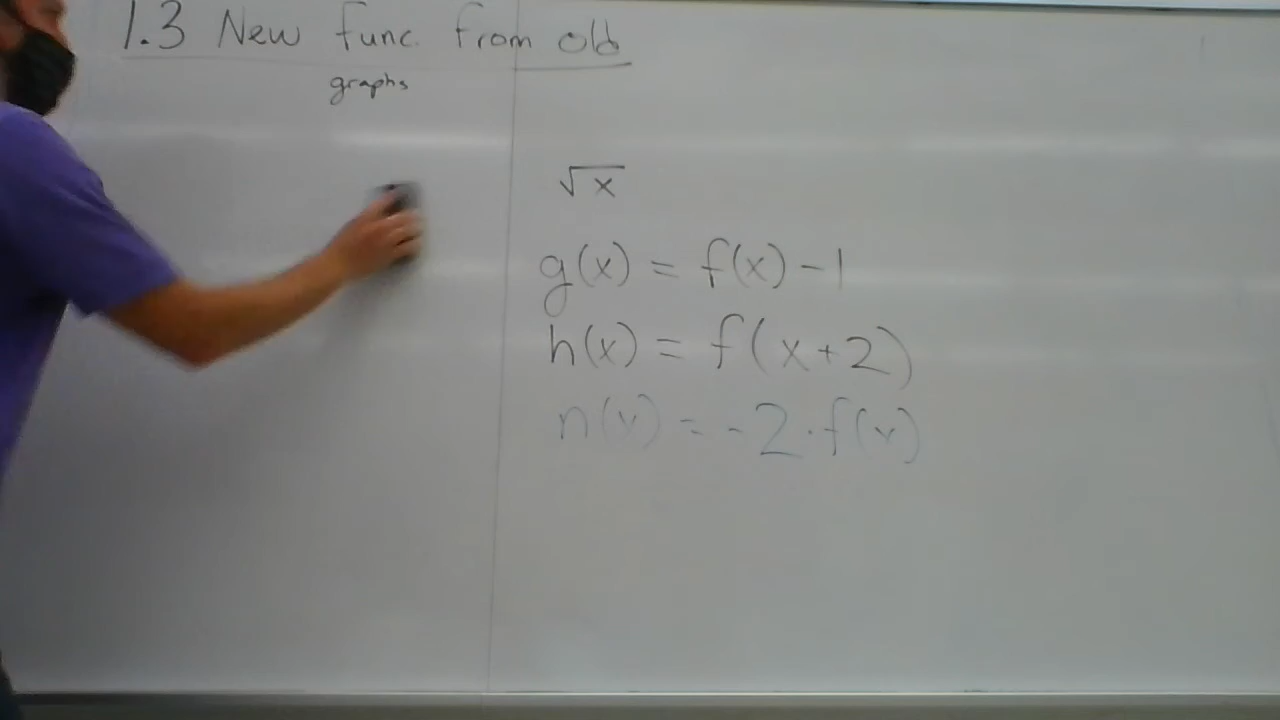 1.3 New func. from old
graphs
√x
g(x) = f(x) - 1
h(x) = f(x+2)
n(x) = -2·f(x)